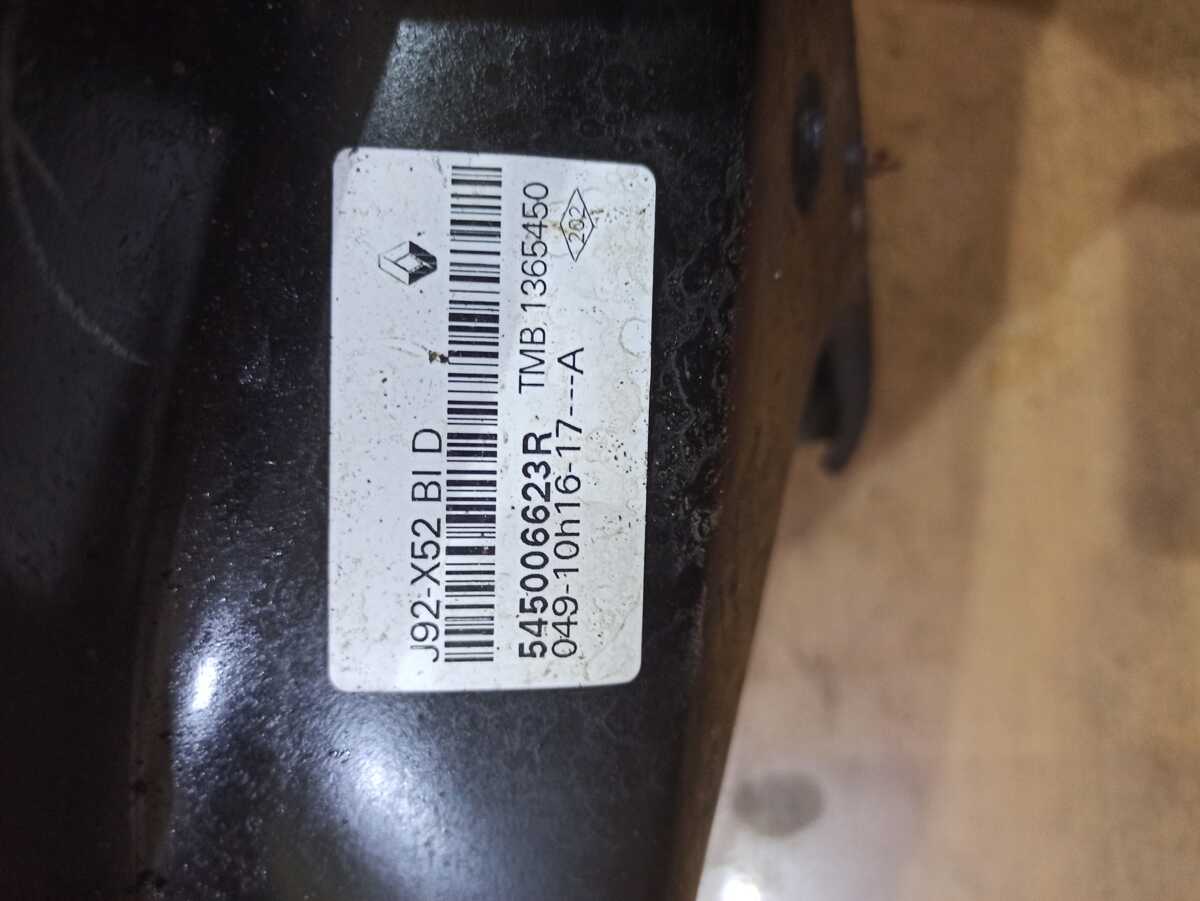 J92-X52 BI D
545006623R TMB 1365450
049-10h16-17---A
202